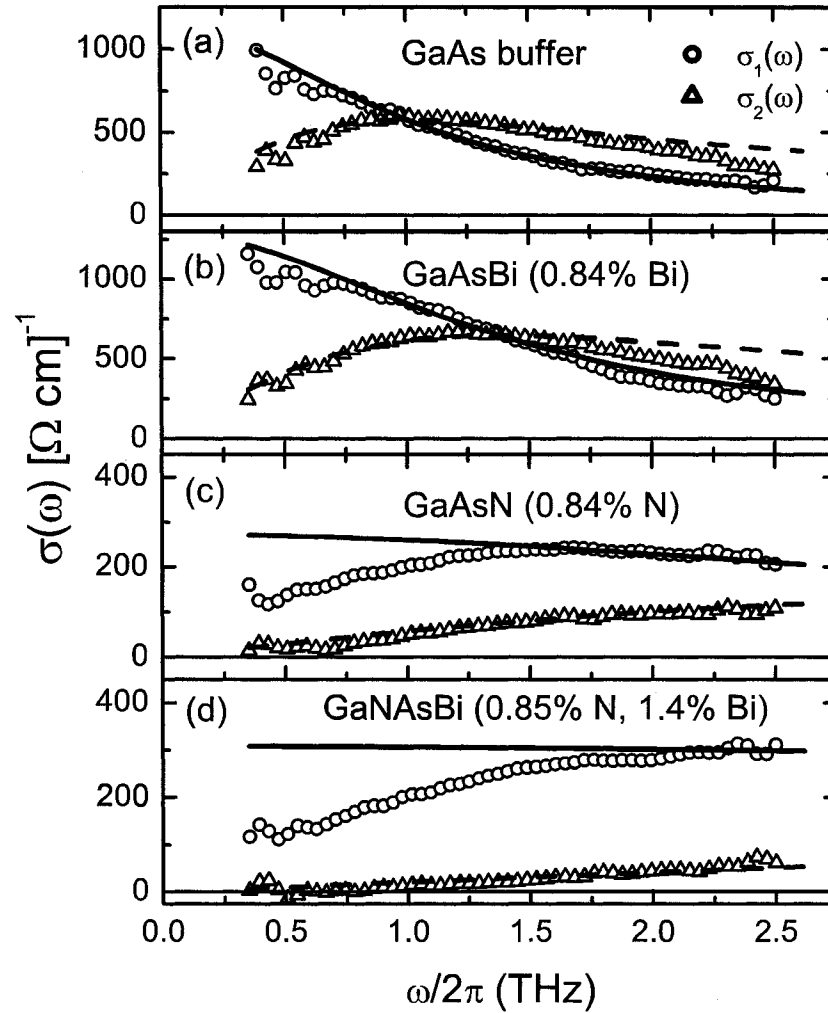 (a) GaAs buffer
○ σ₁(ω)
△ σ₂(ω)
1000
500
0
(b) GaAsBi (0.84% Bi)
1000
500
0
(c) GaAsN (0.84% N)
400
200
0
(d) GaNAsBi (0.85% N, 1.4% Bi)
400
200
0
σ(ω) [Ω cm]⁻¹
0.0 0.5 1.0 1.5 2.0 2.5
ω/2π (THz)